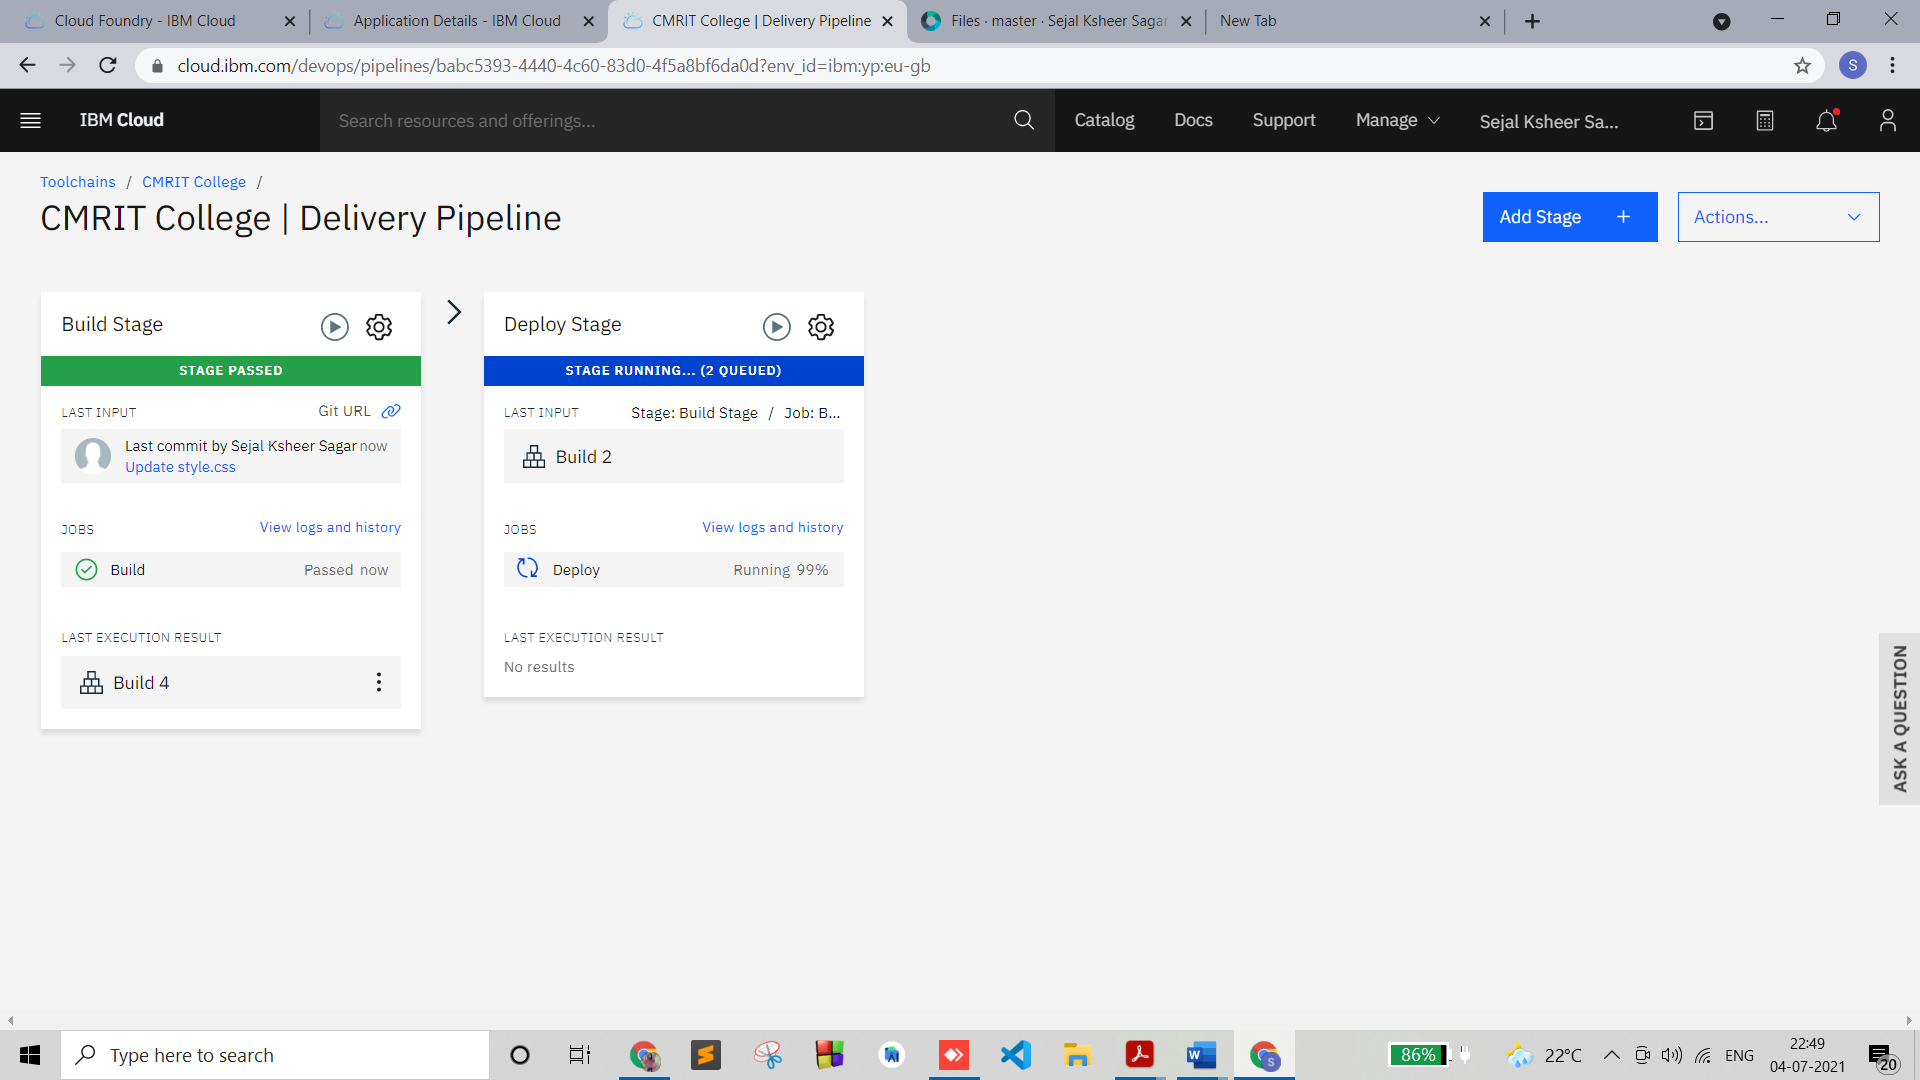 Cloud Foundry - IBM Cloud
Application Details - IBM Cloud
CMRIT College | Delivery Pipeline
Files · master · Sejal Ksheer Sagar
New Tab
cloud.ibm.com/devops/pipelines/babc5393-4440-4c60-83d0-4f5a8bf6da0d?env_id=ibm:yp:eu-gb
S
IBM Cloud
Search resources and offerings...
Catalog
Docs
Support
Manage
Sejal Ksheer Sa...
Toolchains / CMRIT College /
CMRIT College | Delivery Pipeline
Add Stage +
Actions...
Build Stage
STAGE PASSED
LAST INPUT
Git URL
Last commit by Sejal Ksheer Sagar now
Update style.css
JOBS
View logs and history
Build
Passed now
LAST EXECUTION RESULT
Build 4
Deploy Stage
STAGE RUNNING... (2 QUEUED)
LAST INPUT
Stage: Build Stage / Job: B...
Build 2
JOBS
View logs and history
Deploy
Running 99%
LAST EXECUTION RESULT
No results
ASK A QUESTION
Type here to search
86%
22°C
ENG
22:49
04-07-2021
20